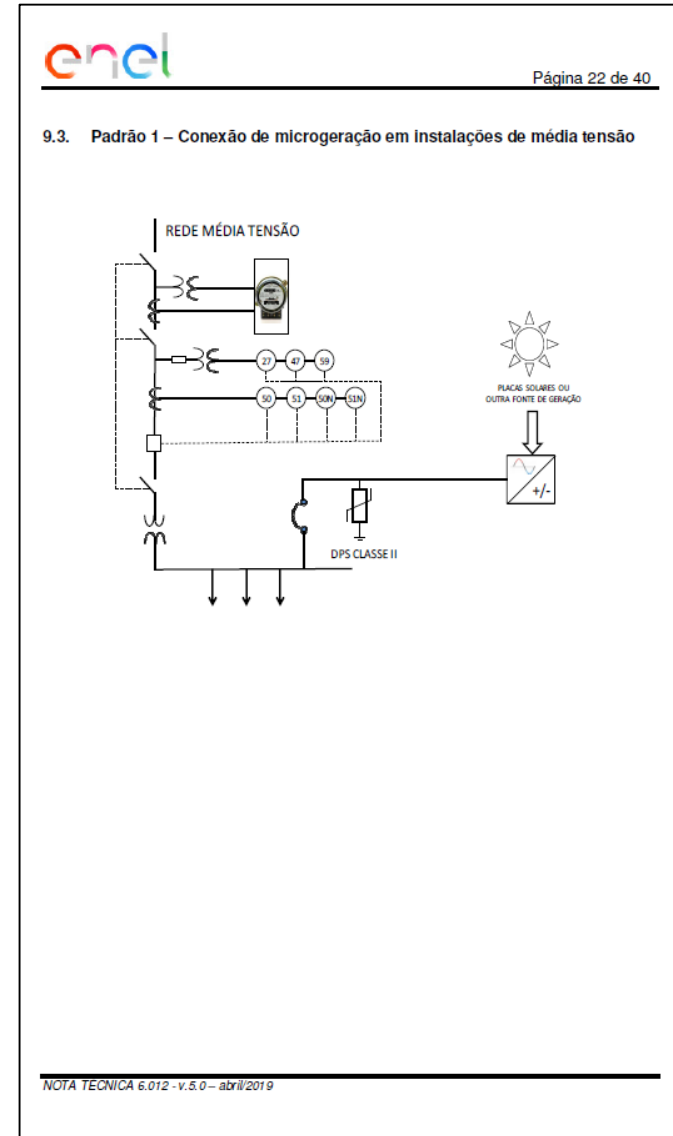 enel
Página 22 de 40
9.3. Padrão 1 – Conexão de microgeração em instalações de média tensão
REDE MÉDIA TENSÃO
27 47 59
50 51 50N 51N
PLACAS SOLARES OU
OUTRA FONTE DE GERAÇÃO
+/-
DPS CLASSE II
NOTA TÉCNICA 6.012 - v.5.0 – abril/2019